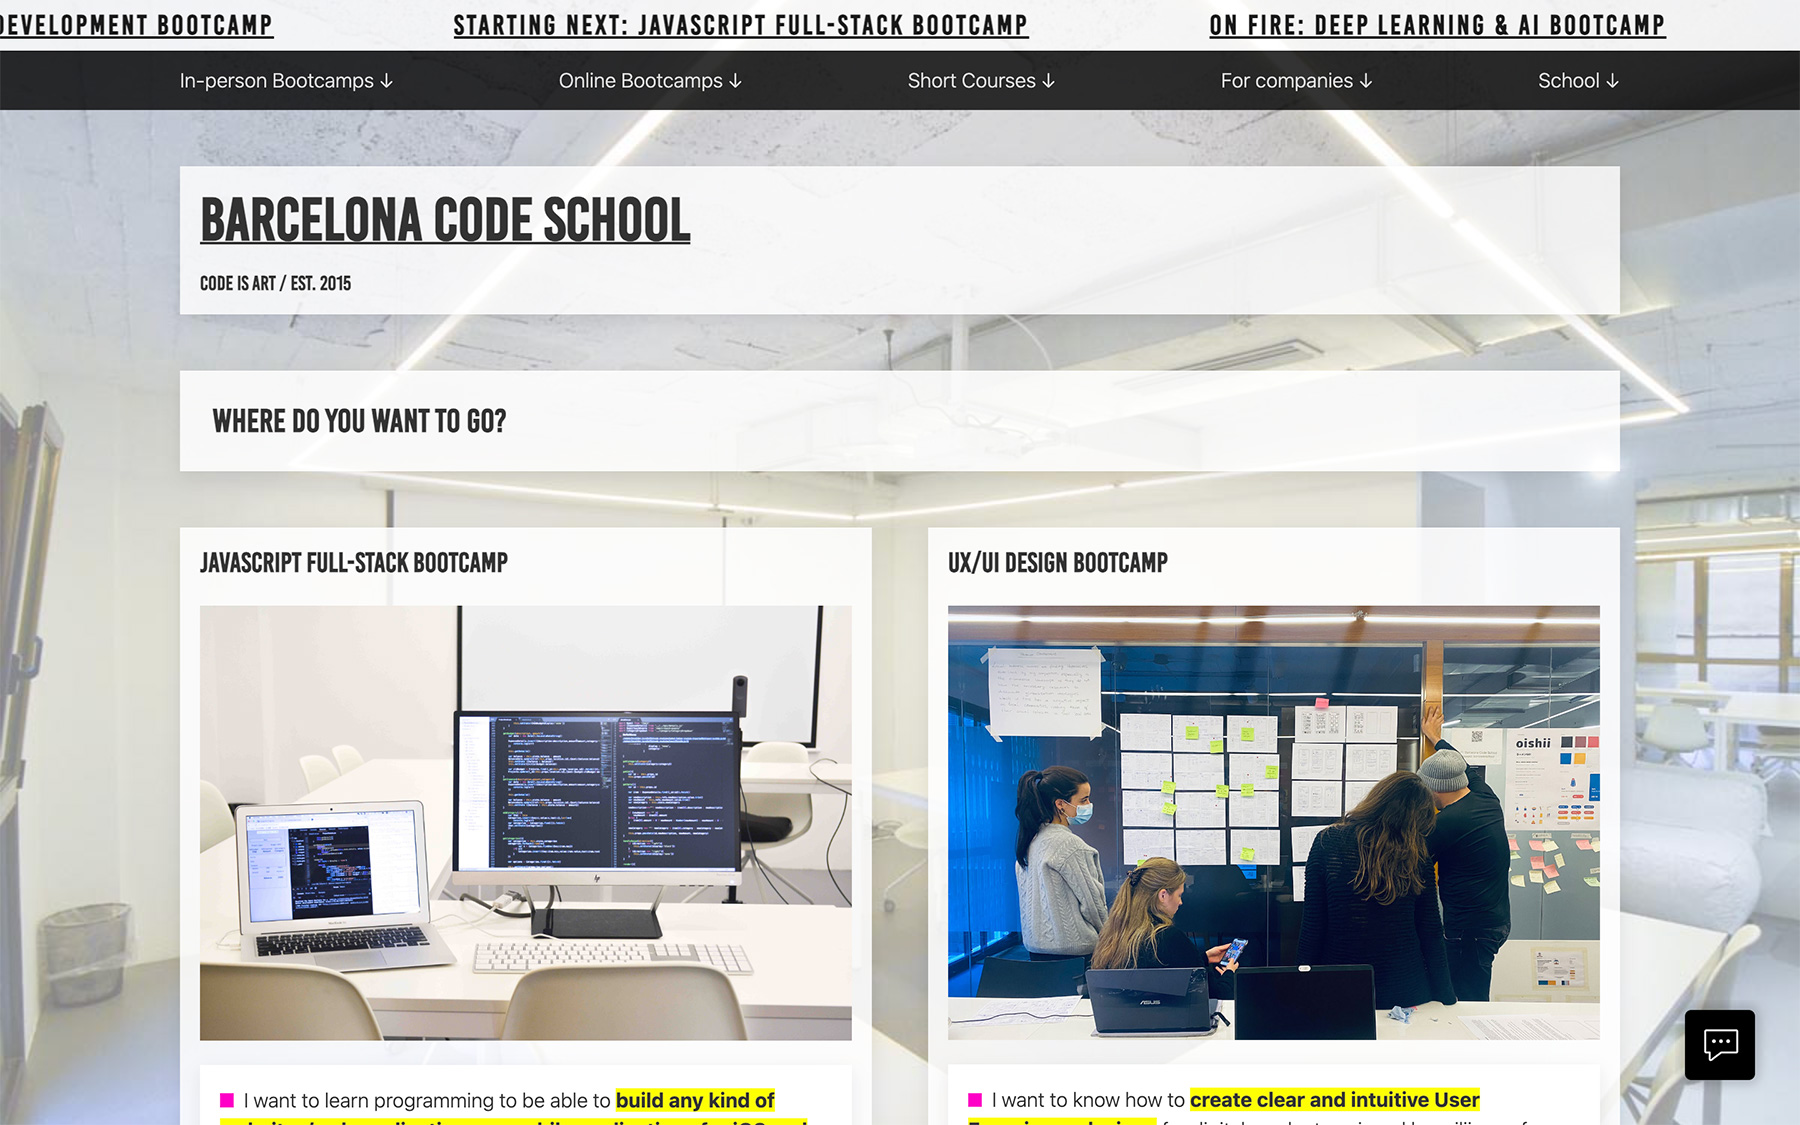 DEVELOPMENT BOOTCAMP
STARTING NEXT: JAVASCRIPT FULL-STACK BOOTCAMP
ON FIRE: DEEP LEARNING & AI BOOTCAMP
In-person Bootcamps ↓
Online Bootcamps ↓
Short Courses ↓
For companies ↓
School ↓
BARCELONA CODE SCHOOL
CODE IS ART / EST. 2015
WHERE DO YOU WANT TO GO?
JAVASCRIPT FULL-STACK BOOTCAMP
hp
I want to learn programming to be able to build any kind of
UX/UI DESIGN BOOTCAMP
oishii
ASUS
I want to know how to create clear and intuitive User